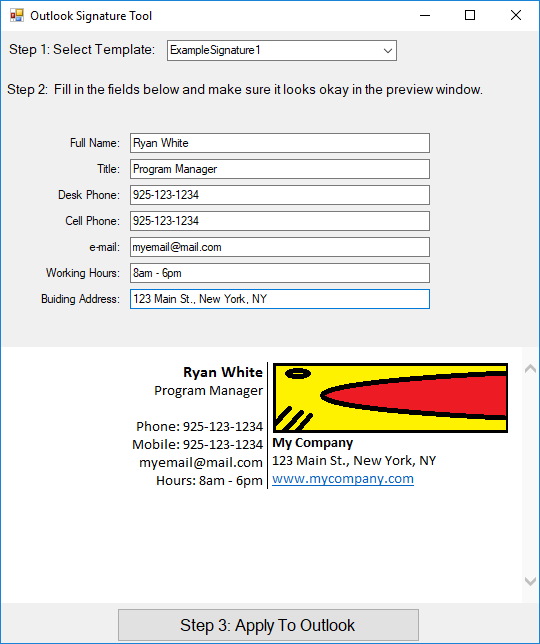 Outlook Signature Tool
Step 1: Select Template: ExampleSignature1
Step 2: Fill in the fields below and make sure it looks okay in the preview window.
Full Name: Ryan White
Title: Program Manager
Desk Phone: 925-123-1234
Cell Phone: 925-123-1234
e-mail: myemail@mail.com
Working Hours: 8am - 6pm
Buiding Address: 123 Main St., New York, NY
Ryan White
Program Manager
Phone: 925-123-1234
Mobile: 925-123-1234
myemail@mail.com
Hours: 8am - 6pm
My Company
123 Main St., New York, NY
www.mycompany.com
Step 3: Apply To Outlook